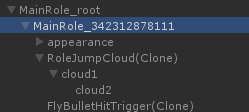 MainRole_root
MainRole_342312878111
appearance
RoleJumpCloud(Clone)
cloud1
cloud2
FlyBulletHitTrigger(Clone)